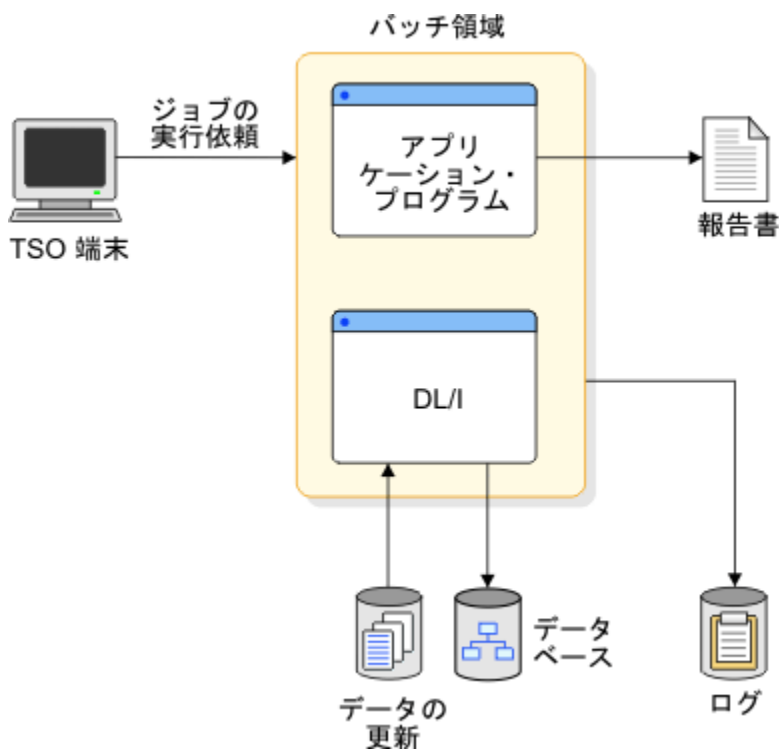 バッチ領域
ジョブの
実行依頼
アプリ
ケーション・
プログラム
TSO 端末
報告書
DL/I
データ
ベース
データの
更新
ログ